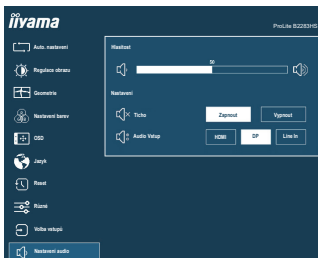 iiyama
ProLite B2283HS
Auto. nastavení
Regulace obrazu
Geometrie
Nastavení barev
OSD
Jazyk
Reset
Různé
Volba vstupů
Nastavení audio
Hlasitost
50
Nastavení
Ticho
Zapnout
Vypnout
Audio Vstup
HDMI
DP
Line In